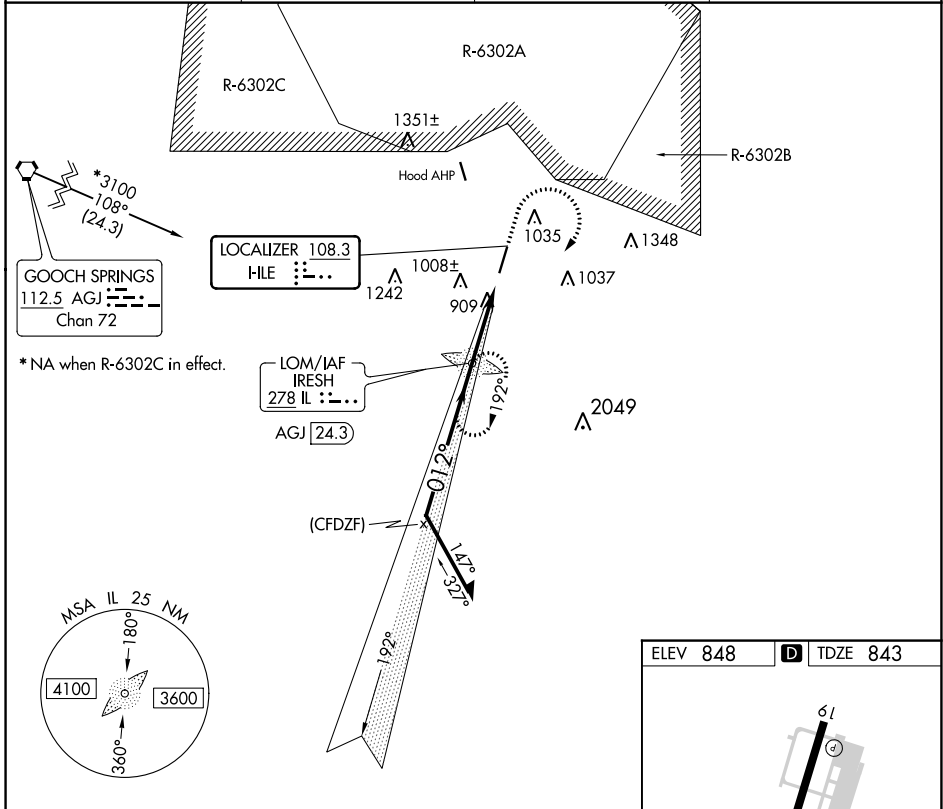 R-6302A
R-6302C
1351±
R-6302B
Hood AHP
*3100
108°
(24.3)
1035
1348
LOCALIZER 108.3
I-ILE
1008±
1242
1037
909
GOOCH SPRINGS
112.5 AGJ
Chan 72
* NA when R-6302C in effect.
LOM/IAF
IRESH
278 IL
AGJ 24.3
192°
2049
012°
(CFDZF)
147°
327°
192°
MSA IL 25 NM
180°
4100
3600
360°
ELEV 848 D TDZE 843
19
P